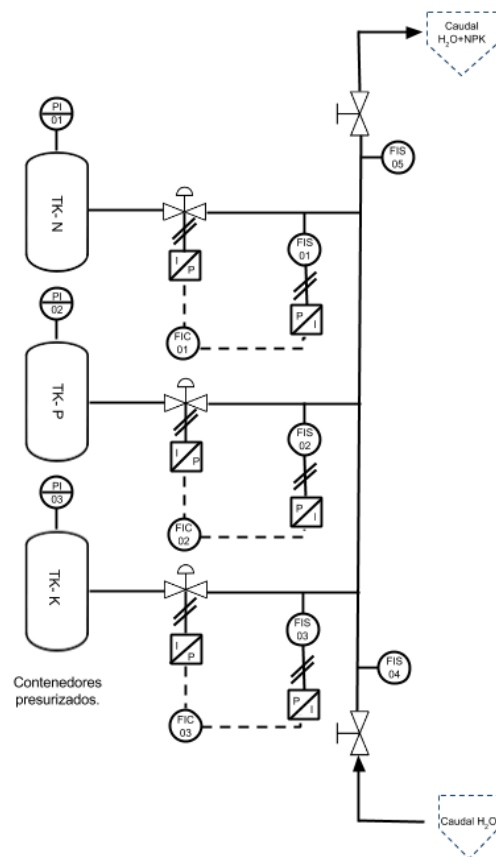 Caudal
H₂O+NPK
PI
01
FIS
05
TK-N
FIS
01
I
P
PI
02
P
I
FIC
01
TK-P
FIS
02
I
P
PI
03
P
I
FIC
02
TK-K
FIS
03
I
P
FIS
04
Contenedores
presurizados.
P
I
FIC
03
Caudal H₂O